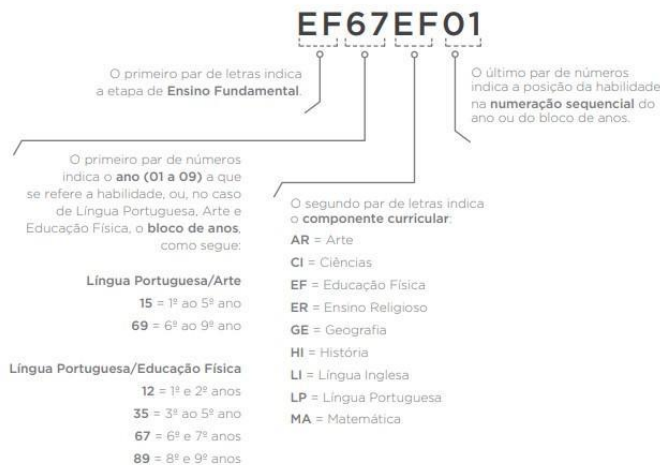 EF67EF01
O primeiro par de letras indica
a etapa de Ensino Fundamental.
O último par de números
indica a posição da habilidade
na numeração sequencial do
ano ou do bloco de anos.
O primeiro par de números
indica o ano (01 a 09) a que
se refere a habilidade, ou, no caso
de Língua Portuguesa, Arte e
Educação Física, o bloco de anos,
como segue:
Língua Portuguesa/Arte
15 = 1º ao 5º ano
69 = 6º ao 9º ano
Língua Portuguesa/Educação Física
12 = 1º e 2º anos
35 = 3º ao 5º ano
67 = 6º e 7º anos
89 = 8º e 9º anos
O segundo par de letras indica
o componente curricular:
AR = Arte
CI = Ciências
EF = Educação Física
ER = Ensino Religioso
GE = Geografia
HI = História
LI = Língua Inglesa
LP = Língua Portuguesa
MA = Matemática